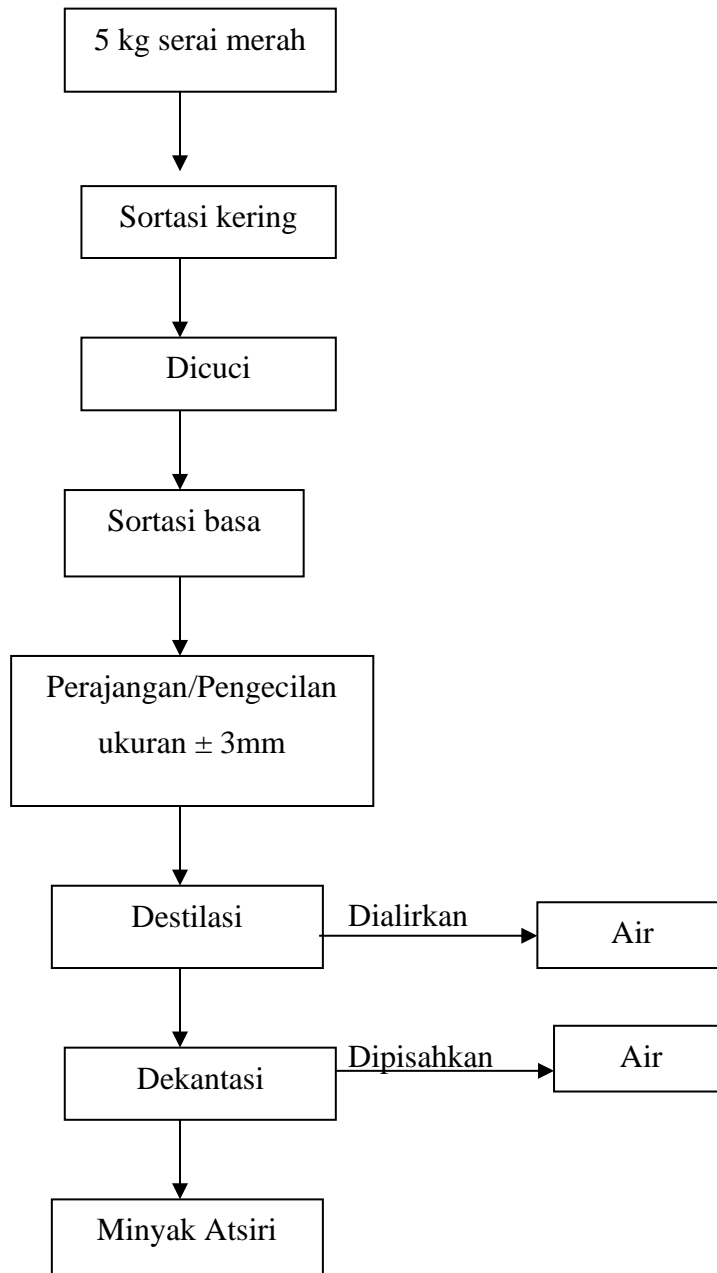 5 kg serai merah
Sortasi kering
Dicuci
Sortasi basa
Perajangan/Pengecilan
ukuran ± 3mm
Destilasi
Dialirkan
Air
Dekantasi
Dipisahkan
Air
Minyak Atsiri